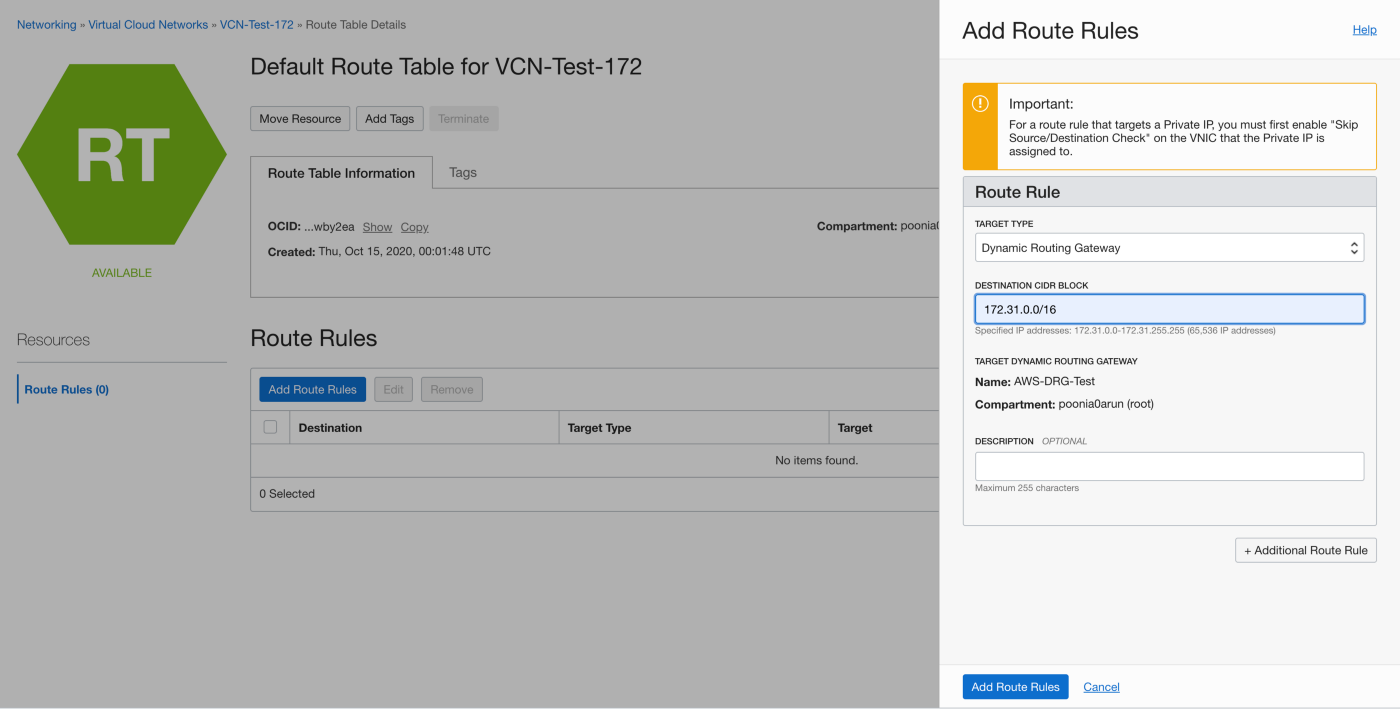 Networking » Virtual Cloud Networks » VCN-Test-172 » Route Table Details
RT
AVAILABLE
Default Route Table for VCN-Test-172
Move Resource Add Tags Terminate
Route Table Information Tags
OCID: ...wby2ea Show Copy
Compartment: poonia
Created: Thu, Oct 15, 2020, 00:01:48 UTC
Resources
Route Rules (0)
Route Rules
Add Route Rules Edit Remove
Destination Target Type Target
No items found.
0 Selected
Add Route Rules
Help
Important:
For a route rule that targets a Private IP, you must first enable "Skip
Source/Destination Check" on the VNIC that the Private IP is
assigned to.
Route Rule
TARGET TYPE
Dynamic Routing Gateway
DESTINATION CIDR BLOCK
172.31.0.0/16
Specified IP addresses: 172.31.0.0-172.31.255.255 (65,536 IP addresses)
TARGET DYNAMIC ROUTING GATEWAY
Name: AWS-DRG-Test
Compartment: poonia0arun (root)
DESCRIPTION OPTIONAL
Maximum 255 characters
+ Additional Route Rule
Add Route Rules Cancel